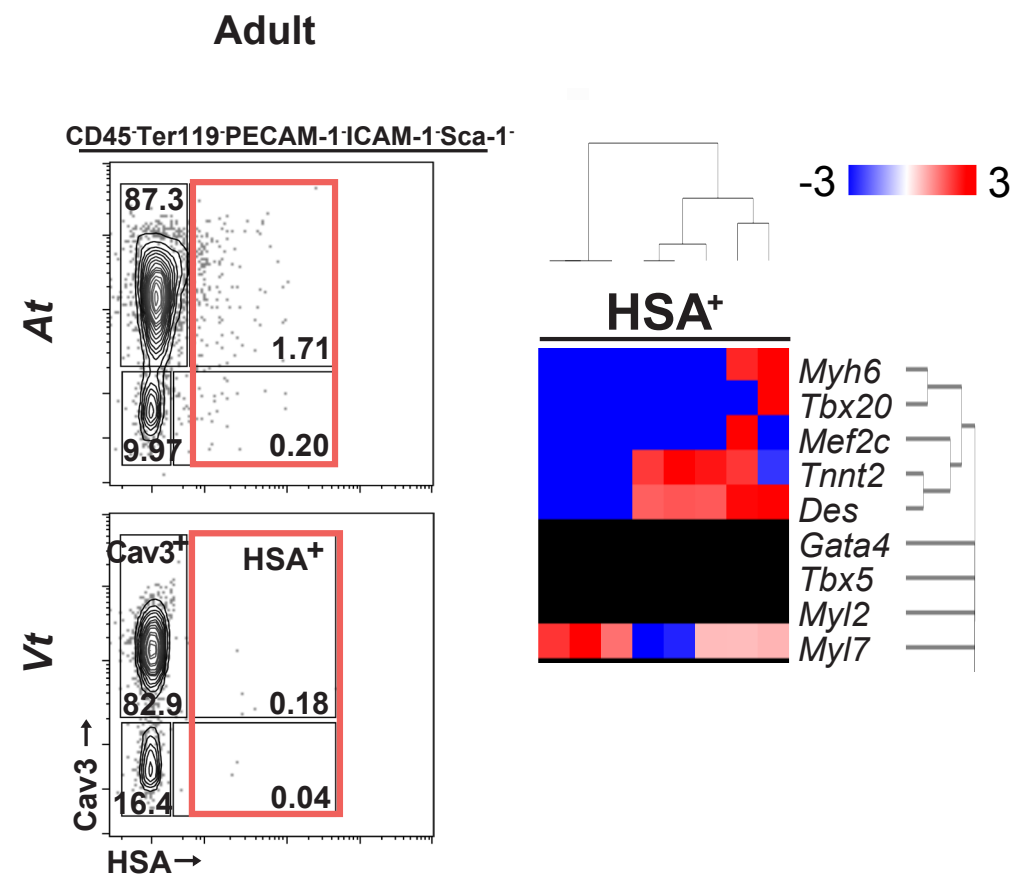 Adult
CD45-Ter119-PECAM-1-ICAM-1-Sca-1-
At
87.3
1.71
9.97
0.20
Vt
Cav3+
HSA+
82.9
0.18
16.4
0.04
Cav3 →
HSA→
-3
3
HSA+
Myh6
Tbx20
Mef2c
Tnnt2
Des
Gata4
Tbx5
Myl2
Myl7